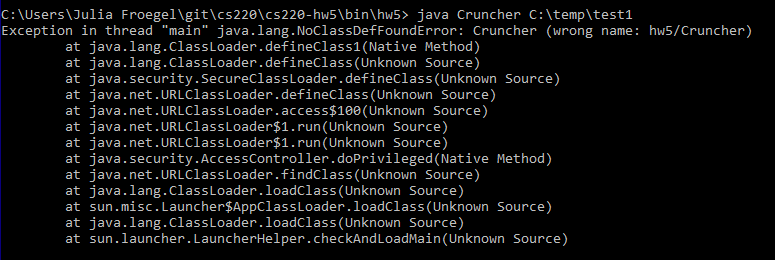 C:\Users\Julia Froegel\git\cs220\cs220-hw5\bin\hw5> java Cruncher C:\temp\test1
Exception in thread "main" java.lang.NoClassDefFoundError: Cruncher (wrong name: hw5/Cruncher)
at java.lang.ClassLoader.defineClass1(Native Method)
at java.lang.ClassLoader.defineClass(Unknown Source)
at java.security.SecureClassLoader.defineClass(Unknown Source)
at java.net.URLClassLoader.defineClass(Unknown Source)
at java.net.URLClassLoader.access$100(Unknown Source)
at java.net.URLClassLoader$1.run(Unknown Source)
at java.net.URLClassLoader$1.run(Unknown Source)
at java.security.AccessController.doPrivileged(Native Method)
at java.net.URLClassLoader.findClass(Unknown Source)
at java.lang.ClassLoader.loadClass(Unknown Source)
at sun.misc.Launcher$AppClassLoader.loadClass(Unknown Source)
at java.lang.ClassLoader.loadClass(Unknown Source)
at sun.launcher.LauncherHelper.checkAndLoadMain(Unknown Source)